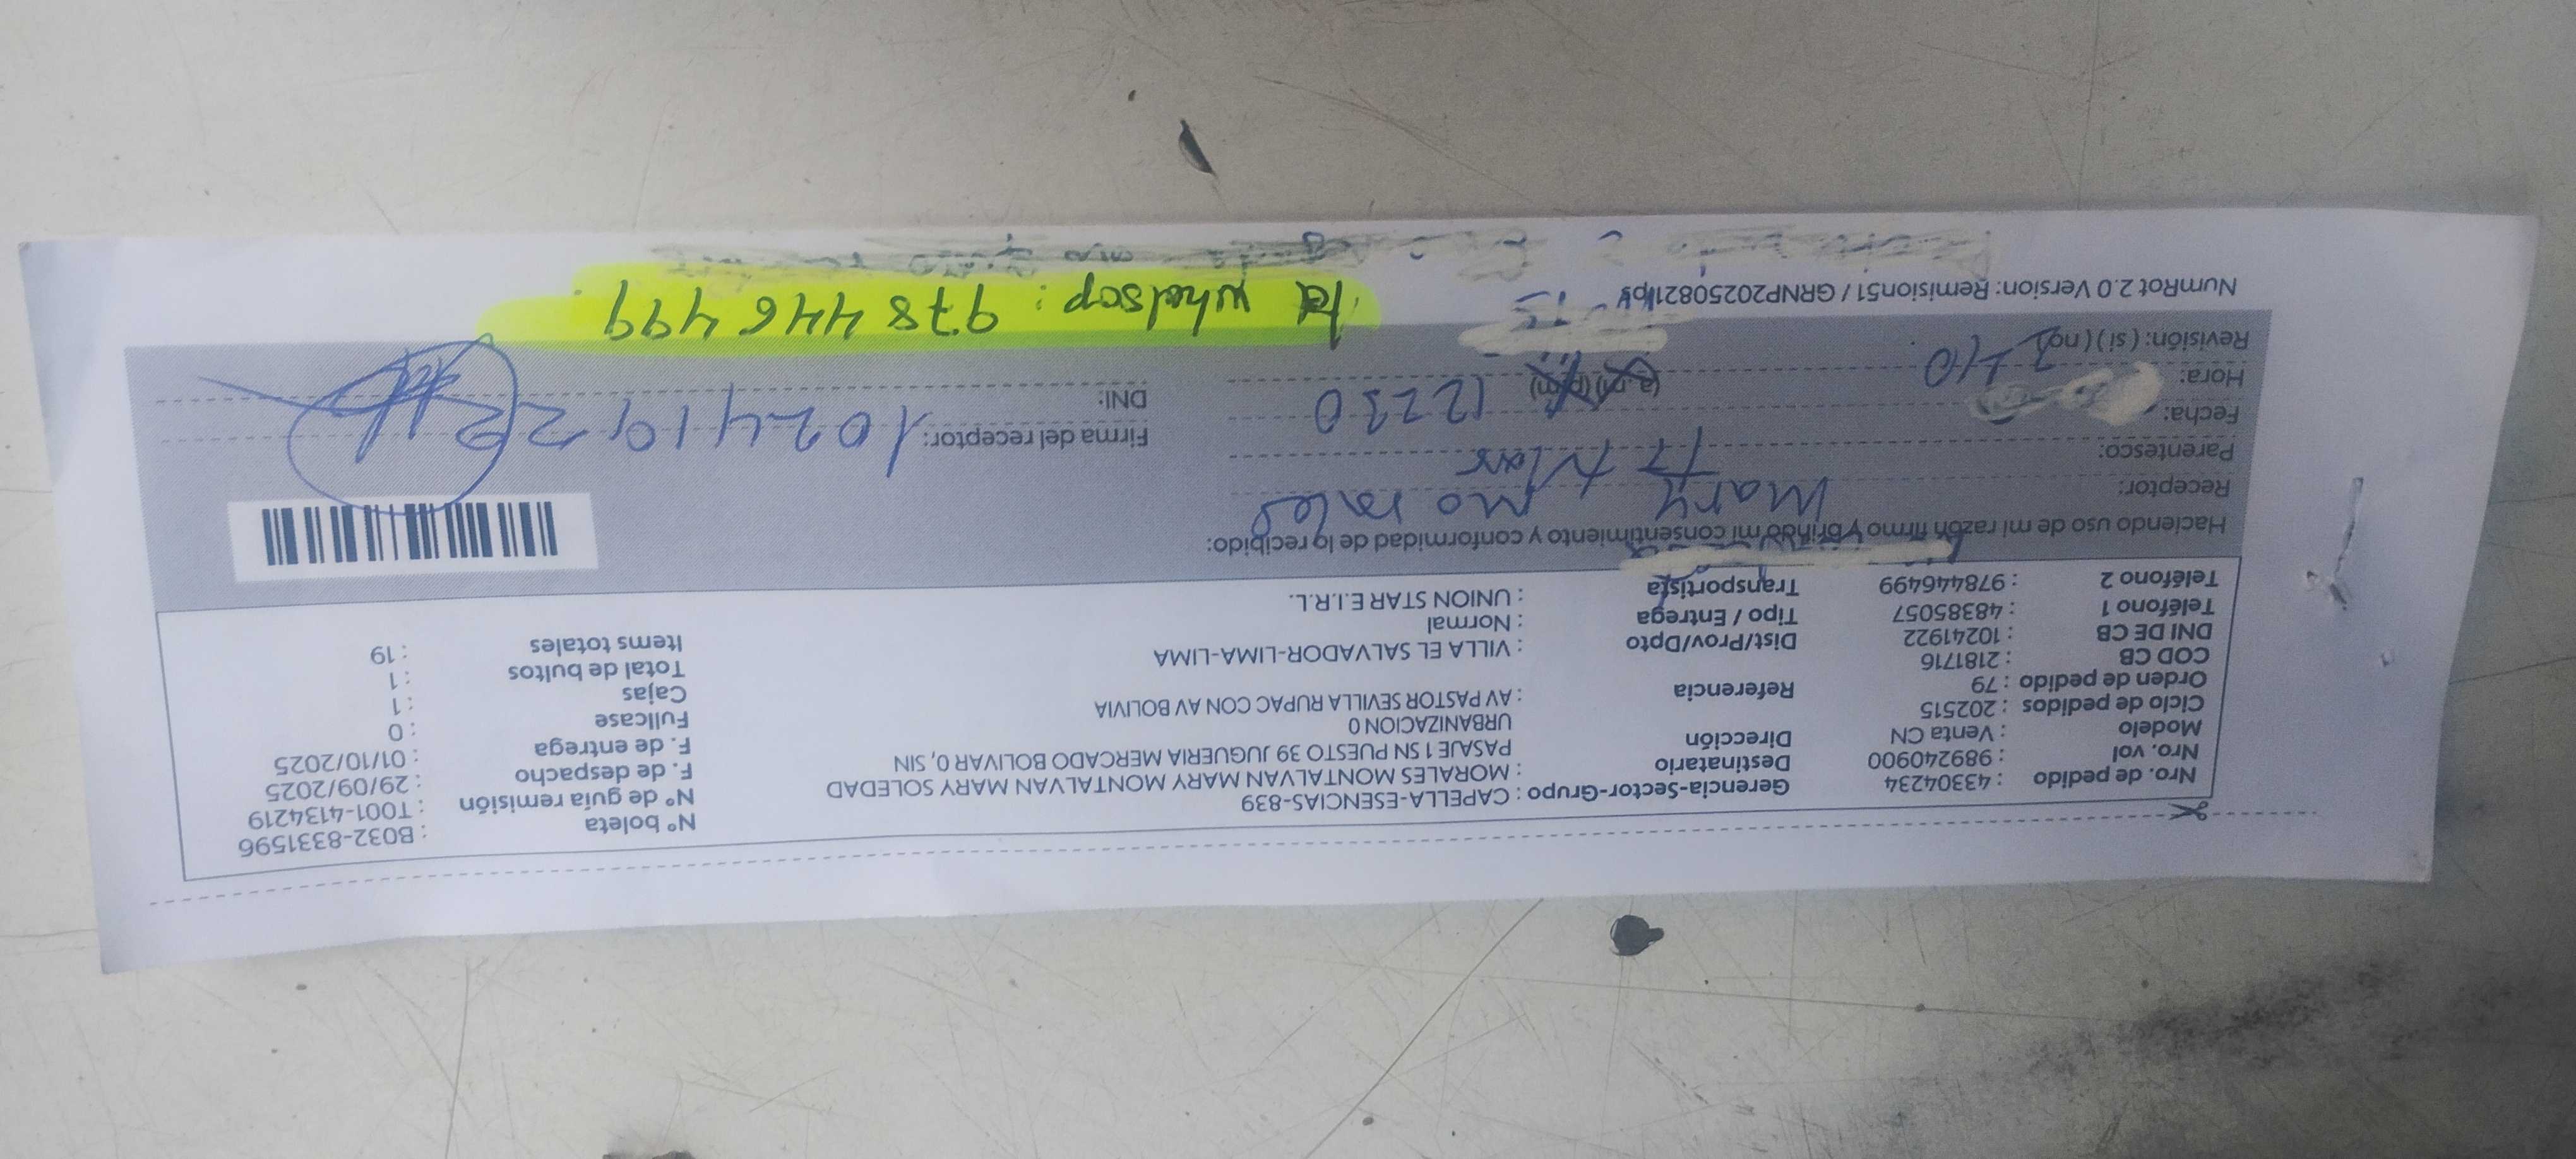 Nro. de pedido : 43304234
Nro. vol : 989240900
Modelo : Venta CN
Ciclo de pedidos : 202515
Orden de pedido : 79
COD CB : 2181716
DNI DE CB : 10241922
Teléfono 1 : 48385057
Teléfono 2 : 978446499
Gerencia-Sector-Grupo : CAPELLA-ESENCIAS-839
Destinatario : MORALES MONTALVAN MARY MONTALVAN MARY SOLEDAD
Dirección PASAJE 1 SN PUESTO 39 JUGUERIA MERCADO BOLIVAR 0, SIN
URBANIZACION 0
Referencia : AV PASTOR SEVILLA RUPAC CON AV BOLIVIA
Dist/Prov/Dpto : VILLA EL SALVADOR-LIMA-LIMA
Tipo / Entrega : Normal
Transportista : UNION STAR E.I.R.L.
N° boleta : B032-8331596
N° de guía remisión : T001-4134219
F. de despacho : 29/09/2025
F. de entrega : 01/10/2025
Fullcase : 0
Cajas : 1
Total de bultos : 1
Items totales : 19
Haciendo uso de mi razón firmo y brindo mi consentimiento y conformidad de lo recibido:
Receptor: Mary Morales
Parentesco:
Fecha:
Hora: (a.m) (p.m) 12230
Revisión: (si) (no)
Firma del receptor: 10241922
DNI:
NumRot 2.0 Version: Remision51 / GRNP20250821
whatsap : 978 446 499